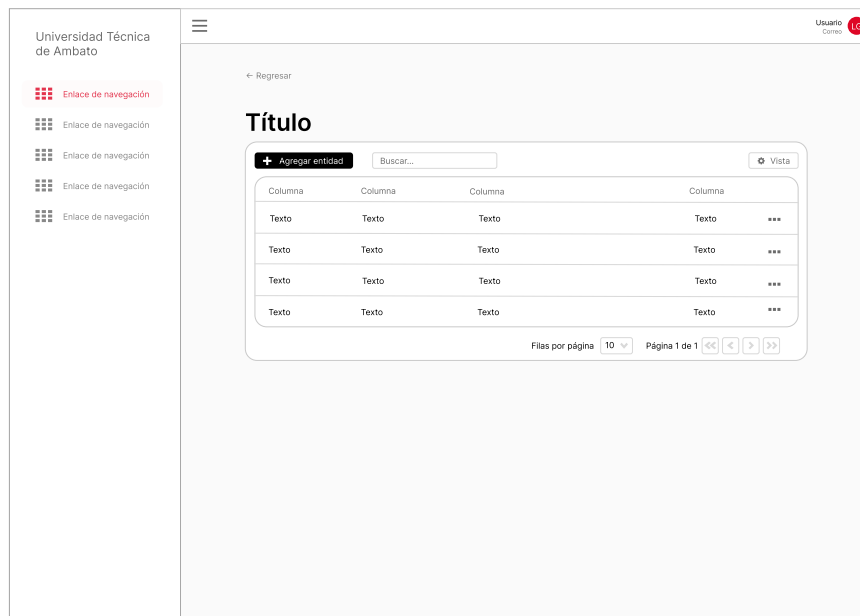 Universidad Técnica
de Ambato
Enlace de navegación
Enlace de navegación
Enlace de navegación
Enlace de navegación
Enlace de navegación
Usuario
Correo
LG
← Regresar
Título
+ Agregar entidad
Buscar...
Vista
Columna Columna Columna Columna
Texto Texto Texto Texto
Texto Texto Texto Texto
Texto Texto Texto Texto
Texto Texto Texto Texto
Filas por página 10 Página 1 de 1 << < > >>